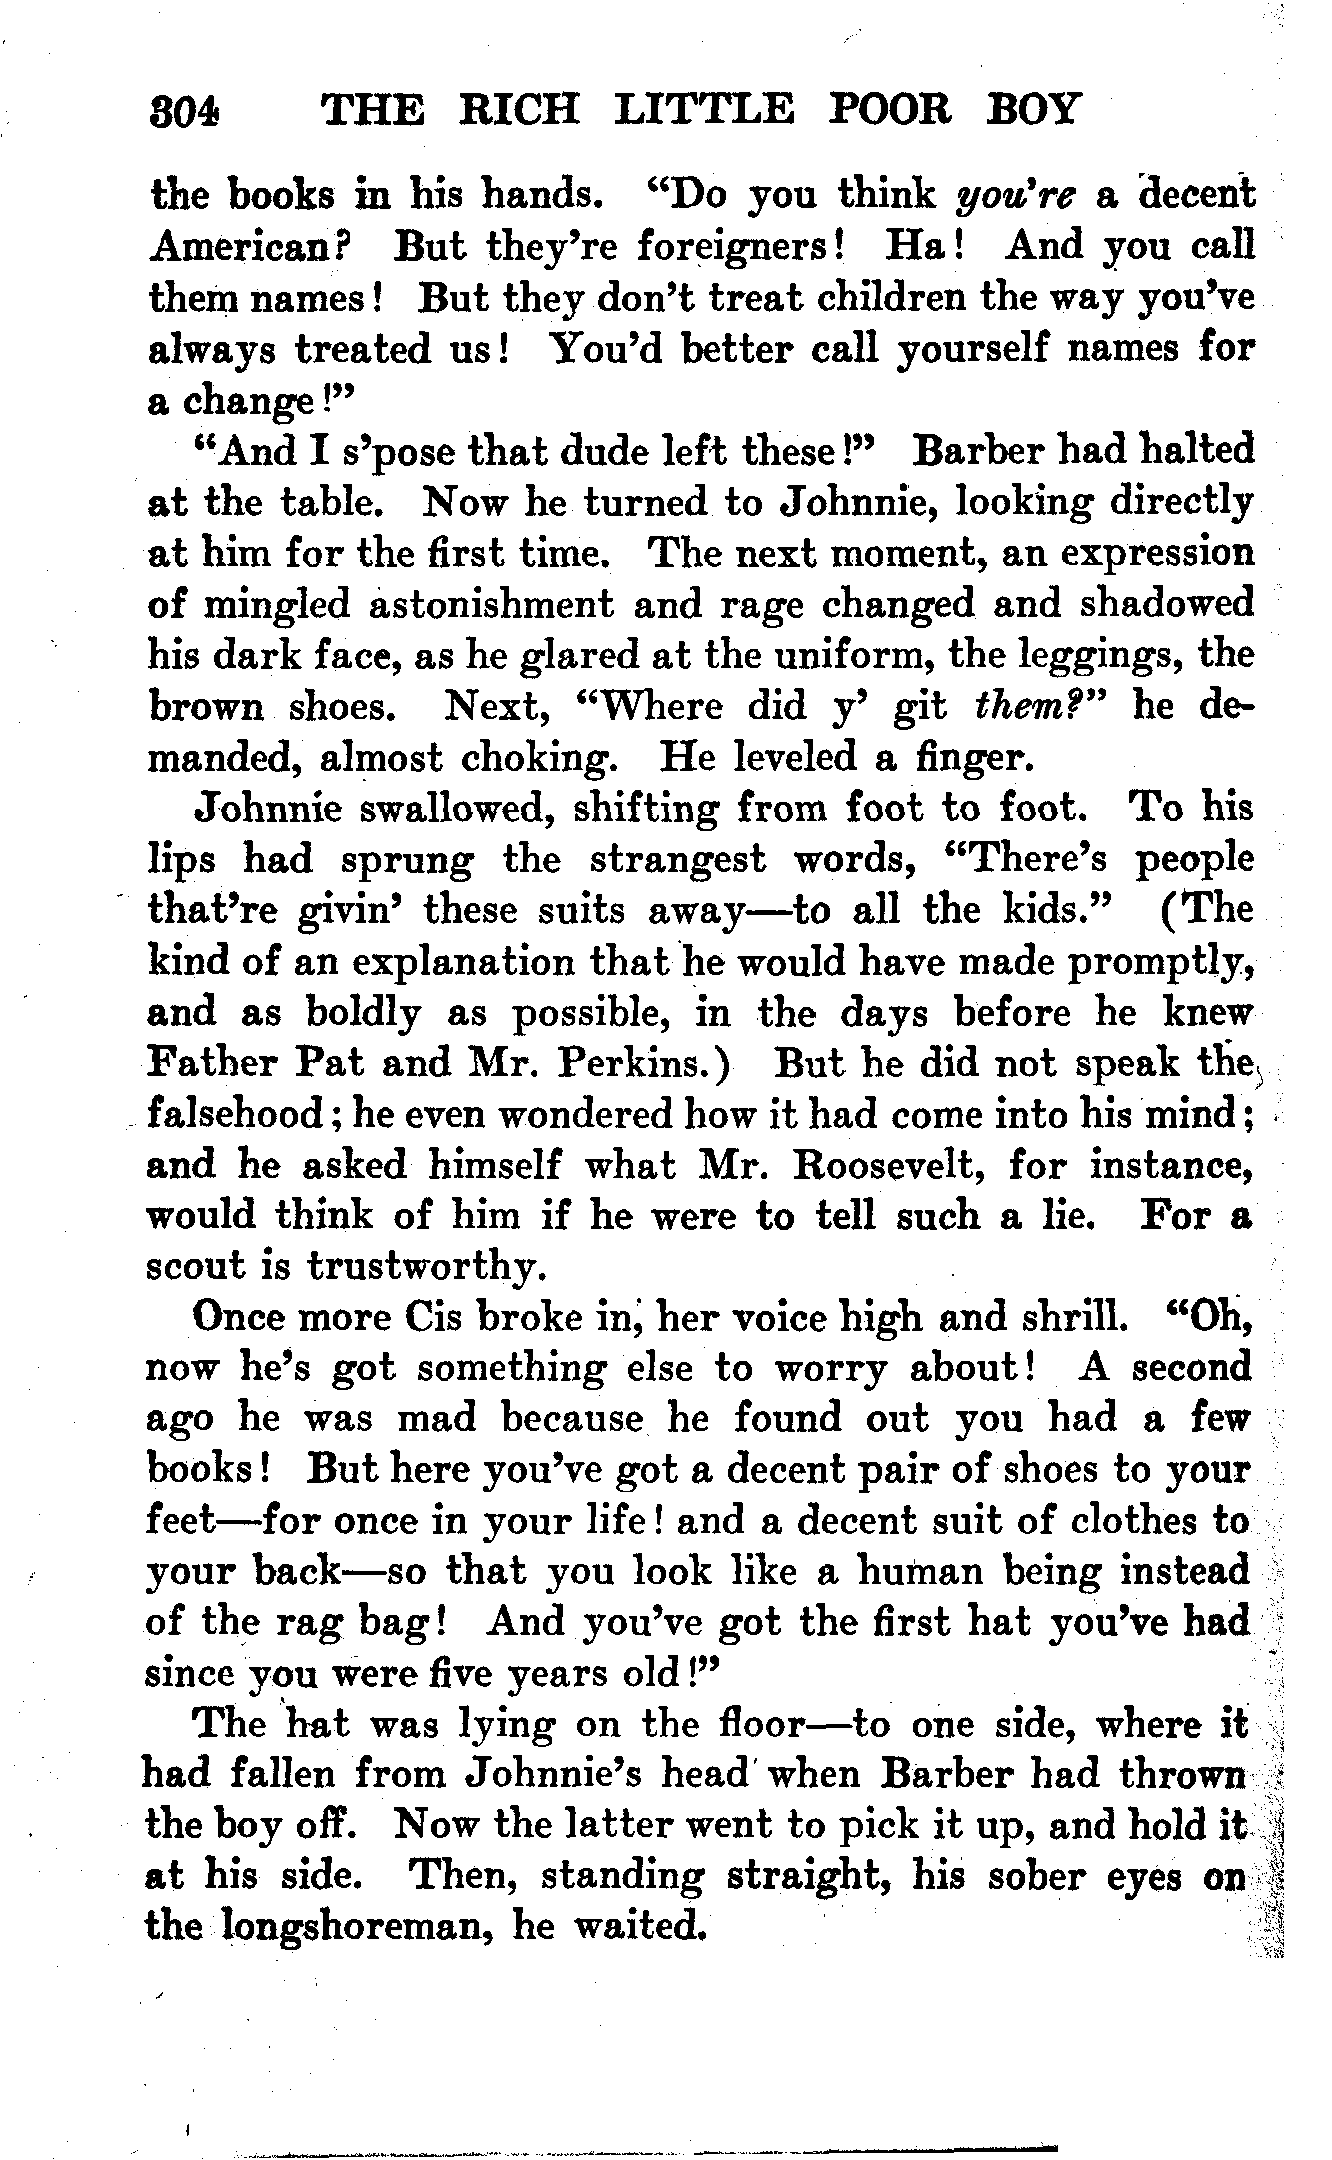 304 THE RICH LITTLE POOR BOY
the books in his hands. “Do you think you’re a decent
American? But they’re foreigners! Ha! And you call
them names! But they don’t treat children the way you’ve
always treated us! You’d better call yourself names for
a change!”
“And I s’pose that dude left these!” Barber had halted
at the table. Now he turned to Johnnie, looking directly
at him for the first time. The next moment, an expression
of mingled astonishment and rage changed and shadowed
his dark face, as he glared at the uniform, the leggings, the
brown shoes. Next, “Where did y’ git them?” he de-
manded, almost choking. He leveled a finger.
Johnnie swallowed, shifting from foot to foot. To his
lips had sprung the strangest words, “There’s people
that’re givin’ these suits away—to all the kids.” (The
kind of an explanation that he would have made promptly,
and as boldly as possible, in the days before he knew
Father Pat and Mr. Perkins.) But he did not speak the
falsehood; he even wondered how it had come into his mind;
and he asked himself what Mr. Roosevelt, for instance,
would think of him if he were to tell such a lie. For a
scout is trustworthy.
Once more Cis broke in, her voice high and shrill. “Oh,
now he’s got something else to worry about! A second
ago he was mad because he found out you had a few
books! But here you’ve got a decent pair of shoes to your
feet—for once in your life! and a decent suit of clothes to
your back—so that you look like a human being instead
of the rag bag! And you’ve got the first hat you’ve had
since you were five years old!”
The hat was lying on the floor—to one side, where it
had fallen from Johnnie’s head when Barber had thrown
the boy off. Now the latter went to pick it up, and hold it
at his side. Then, standing straight, his sober eyes on
the longshoreman, he waited.